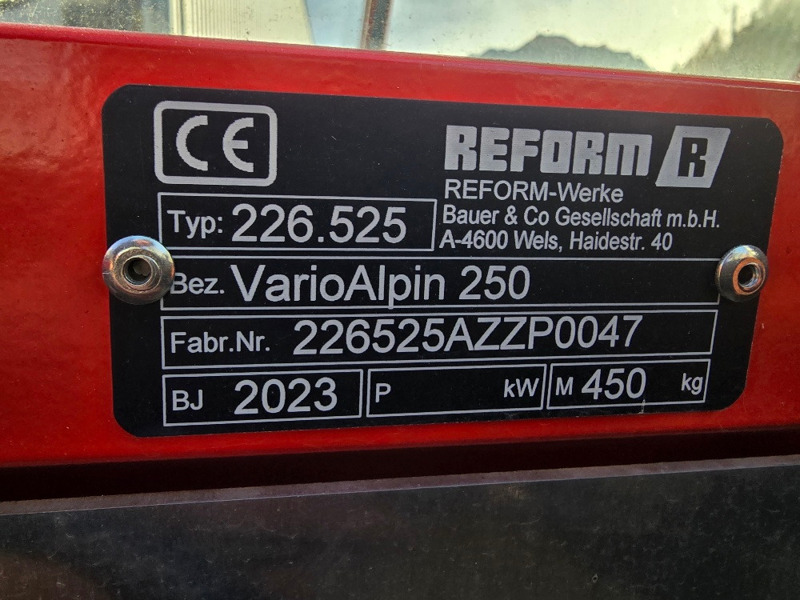 CE
REFORM R
REFORM-Werke
Bauer & Co Gesellschaft m.b.H.
A-4600 Wels, Haidestr. 40
Typ: 226.525
Bez. VarioAlpin 250
Fabr.Nr. 226525AZZP0047
BJ 2023 P kW M 450 kg